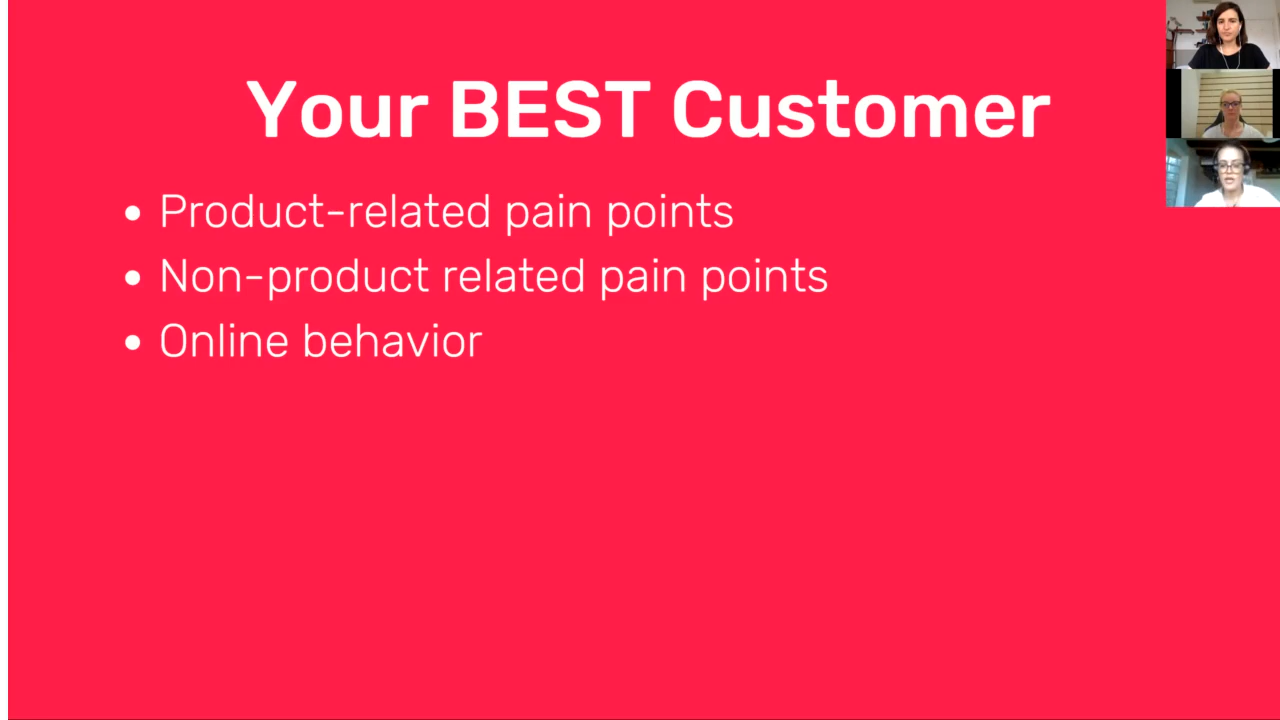 Your BEST Customer
• Product-related pain points
• Non-product related pain points
• Online behavior